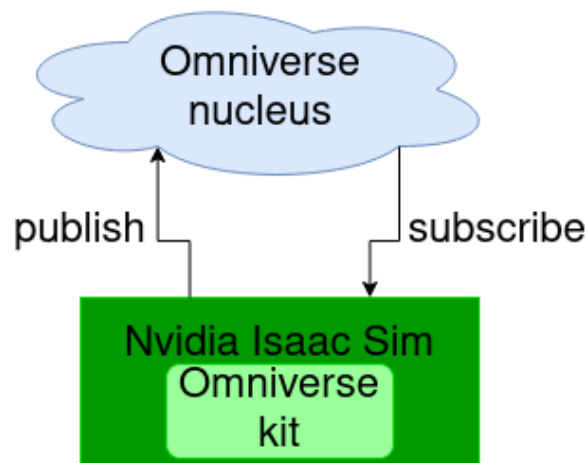 Omniverse
nucleus
publish
subscribe
Nvidia Isaac Sim
Omniverse
kit